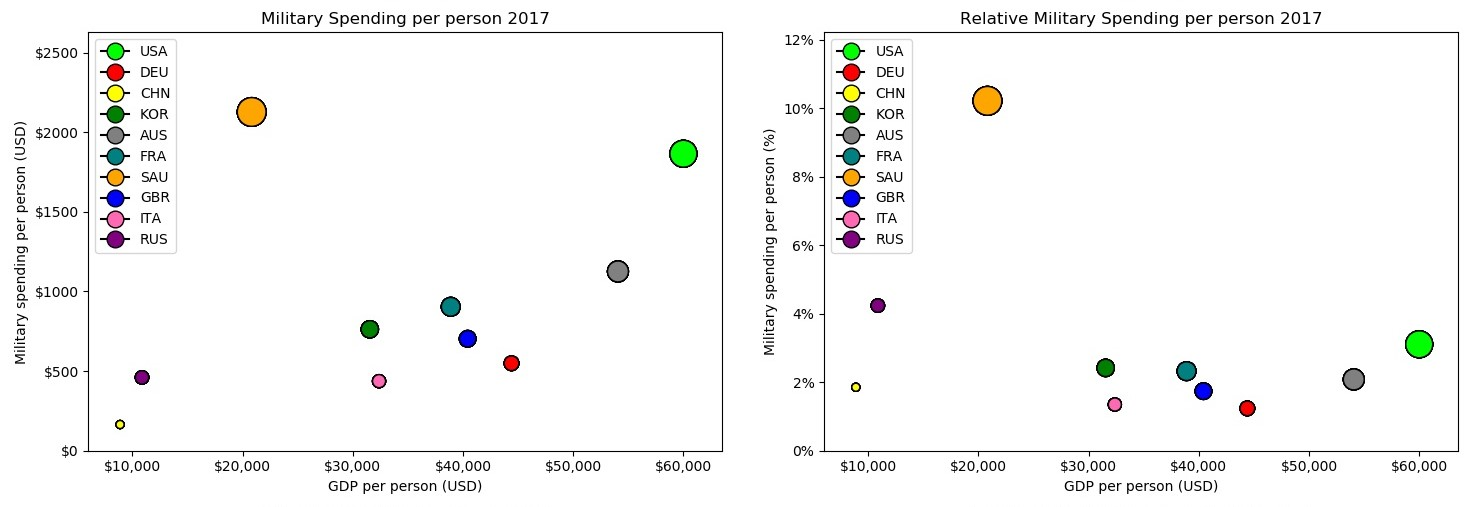 Military Spending per person 2017
Military spending per person (USD)
$2500
$2000
$1500
$1000
$500
$0
USA
DEU
CHN
KOR
AUS
FRA
SAU
GBR
ITA
RUS
$10,000 $20,000 $30,000 $40,000 $50,000 $60,000
GDP per person (USD)
Relative Military Spending per person 2017
Military spending per person (%)
12%
10%
8%
6%
4%
2%
0%
USA
DEU
CHN
KOR
AUS
FRA
SAU
GBR
ITA
RUS
$10,000 $20,000 $30,000 $40,000 $50,000 $60,000
GDP per person (USD)